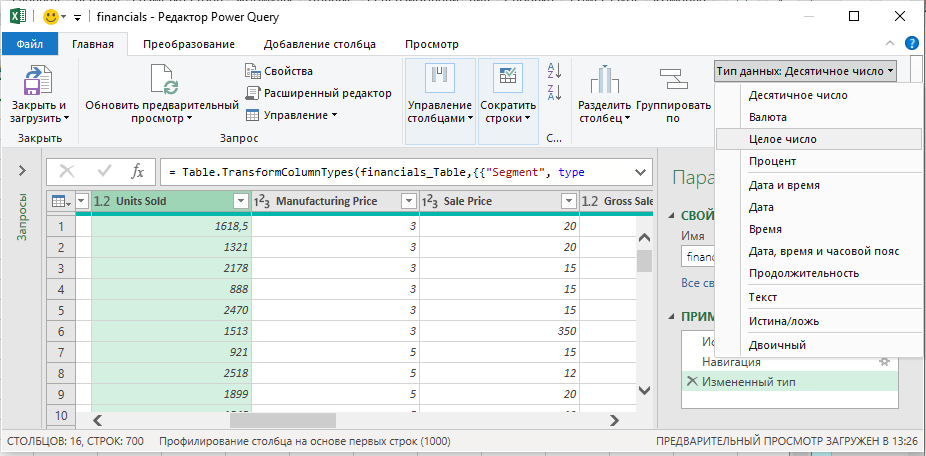 financials - Редактор Power Query
Файл Главная Преобразование Добавление столбца Просмотр
Закрыть и загрузить
Закрыть
Обновить предварительный просмотр
Свойства
Расширенный редактор
Управление
Запрос
Управление столбцами
Сократить строки
С...
Разделить столбец
Группировать по
Тип данных: Десятичное число
Десятичное число
Валюта
Целое число
Процент
Дата и время
Дата
Время
Дата, время и часовой пояс
Продолжительность
Текст
Истина/ложь
Двоичный
Запросы
fx = Table.TransformColumnTypes(financials_Table,{{"Segment", type
1.2 Units Sold 1²3 Manufacturing Price 1²3 Sale Price 1.2 Gross Sale
1 1618,5 3 20
2 1321 3 20
3 2178 3 15
4 888 3 15
5 2470 3 15
6 1513 3 350
7 921 5 15
8 2518 5 12
9 1899 5 20
10
Пара
СВОЙ
Имя
financ
Все св
ПРИМ
Ис
Навигация
Измененный тип
СТОЛБЦОВ: 16, СТРОК: 700 Профилирование столбца на основе первых строк (1000) ПРЕДВАРИТЕЛЬНЫЙ ПРОСМОТР ЗАГРУЖЕН В 13:26